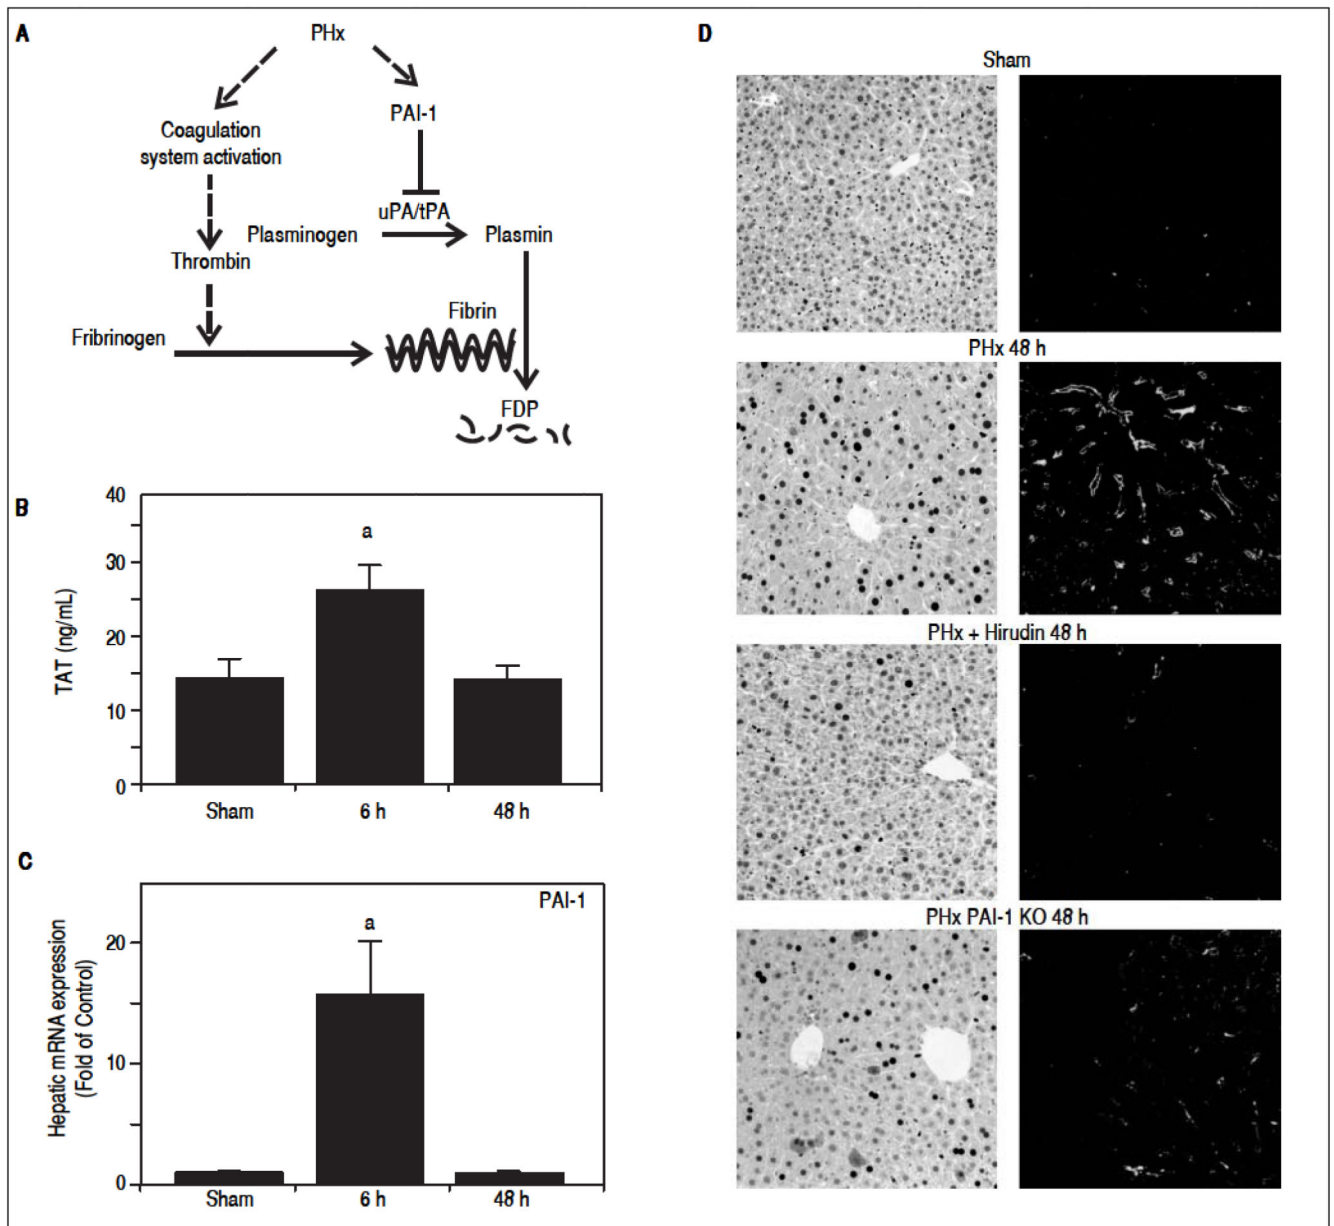 A
PHx
PAI-1
Coagulation
system activation
uPA/tPA
Plasminogen
Plasmin
Thrombin
Fibrin
Fribrinogen
FDP
B
TAT (ng/mL)
40
30
20
10
0
a
Sham
6 h
48 h
C
Hepatic mRNA expression
(Fold of Control)
PAI-1
20
10
0
a
Sham
6 h
48 h
D
Sham
PHx 48 h
PHx + Hirudin 48 h
PHx PAI-1 KO 48 h